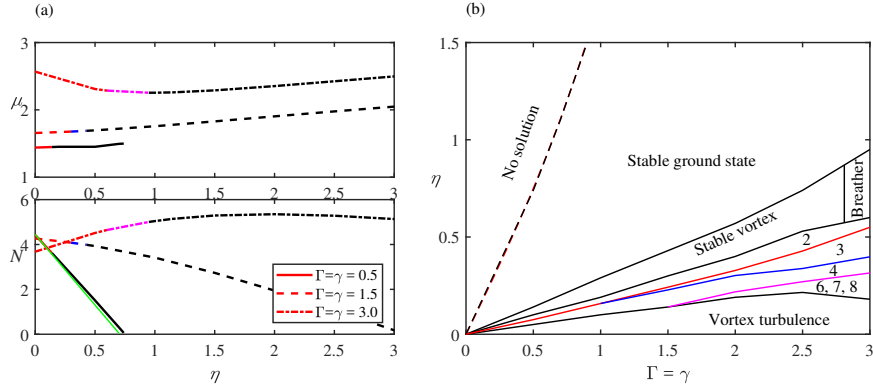 (a)
3
2
1
μ
0 0.5 1 1.5 2 2.5 3
6
4
2
0
N
Γ=γ = 0.5
Γ=γ = 1.5
Γ=γ = 3.0
0 0.5 1 1.5 2 2.5 3
η
(b)
1.5
1
0.5
0
η
No solution
Stable ground state
Stable vortex
Breather
2
3
4
6, 7, 8
Vortex turbulence
0 0.5 1 1.5 2 2.5 3
Γ = γ